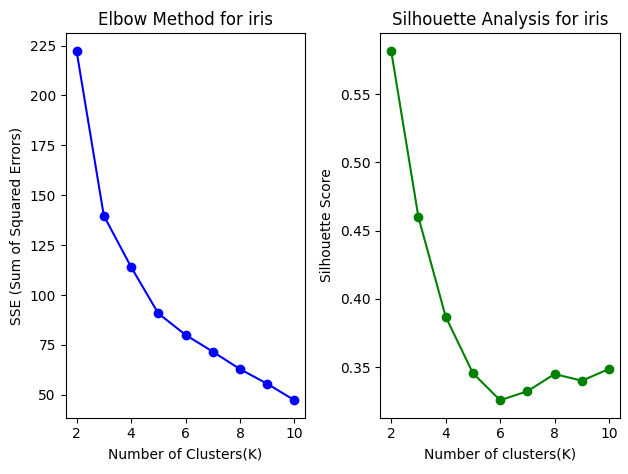 Elbow Method for iris
SSE (Sum of Squared Errors)
225
200
175
150
125
100
75
50
2 4 6 8 10
Number of Clusters(K)
Silhouette Analysis for iris
Silhouette Score
0.55
0.50
0.45
0.40
0.35
2 4 6 8 10
Number of clusters(K)